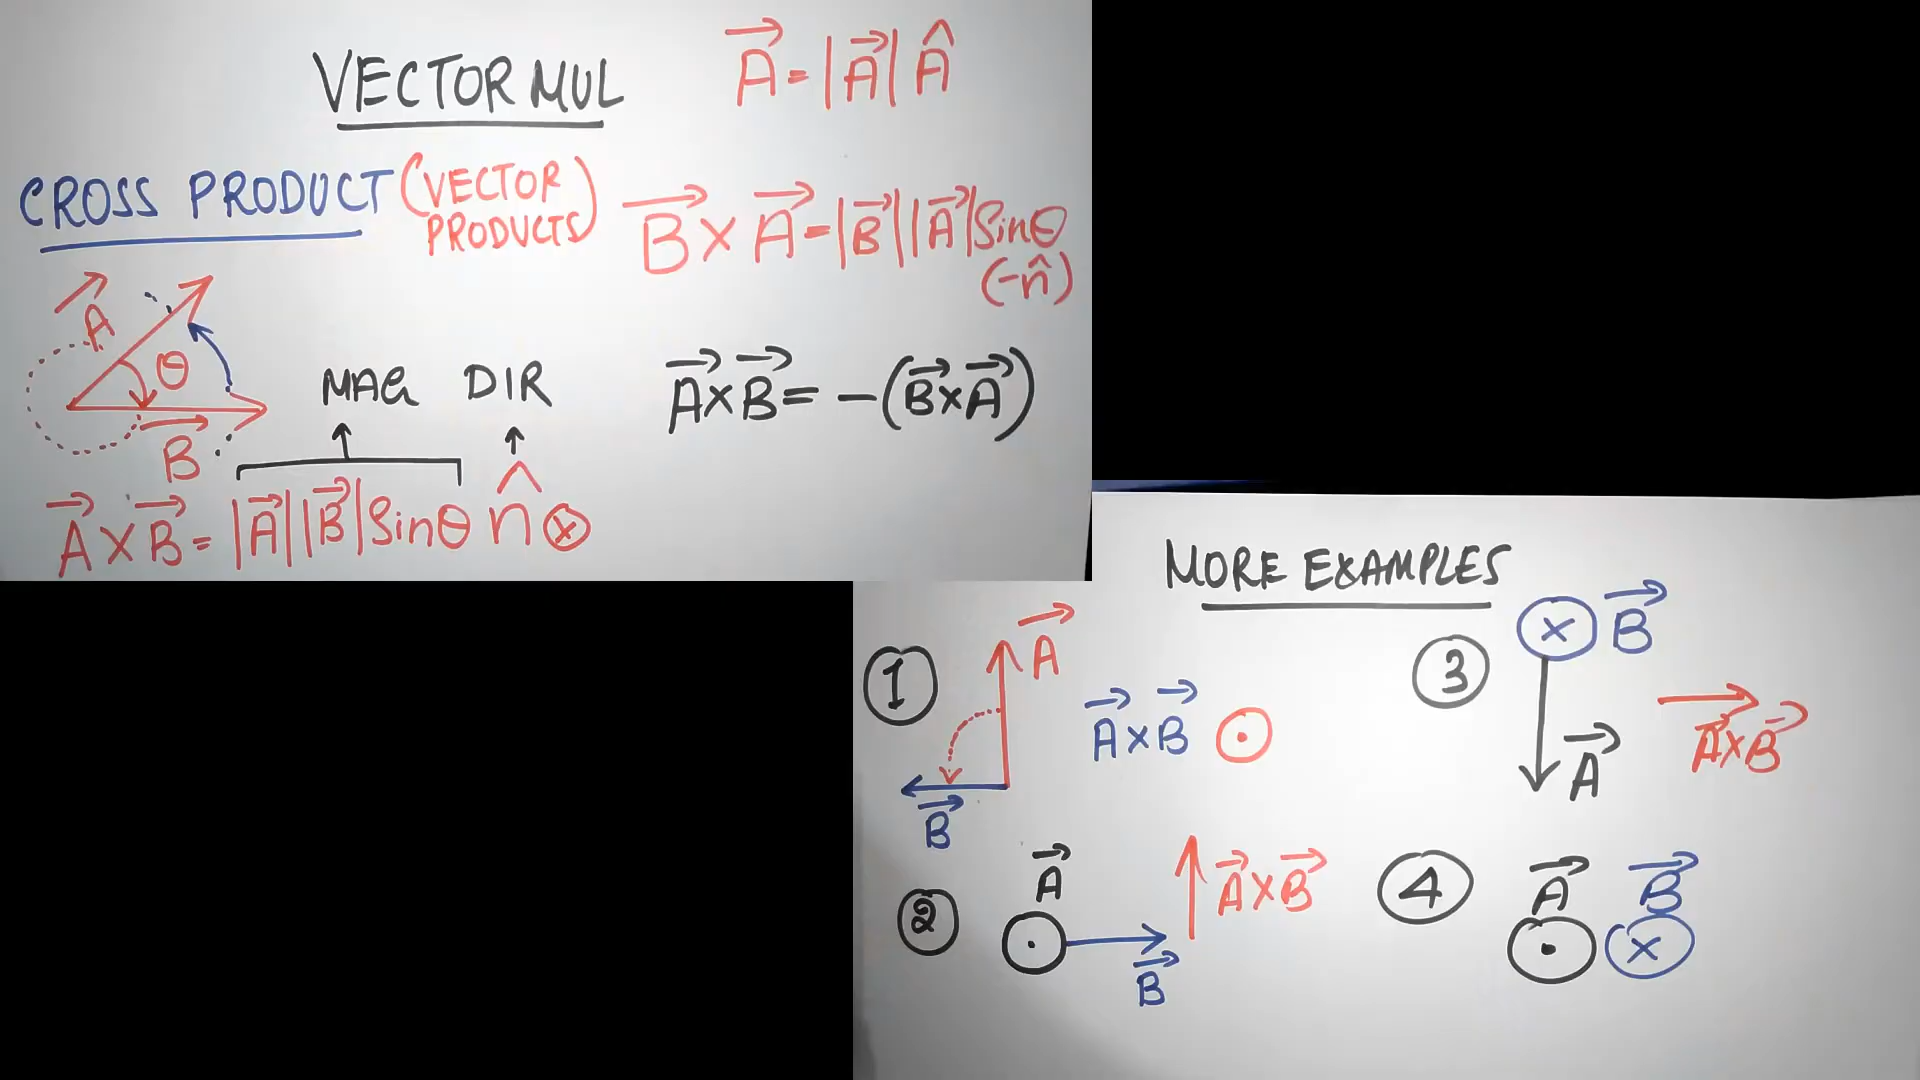 VECTOR MUL
A = |A| Â
CROSS PRODUCT (VECTOR PRODUCTS)
B × A = |B| |A| Sinθ (-n̂)
A
θ
B
MAG DIR
A × B = - (B × A)
A × B = |A| |B| Sinθ n̂ ⊗
MORE EXAMPLES
1
A
B
A × B ⊙
2
A
B
A × B
3
× B
A
A × B
4
A B
×